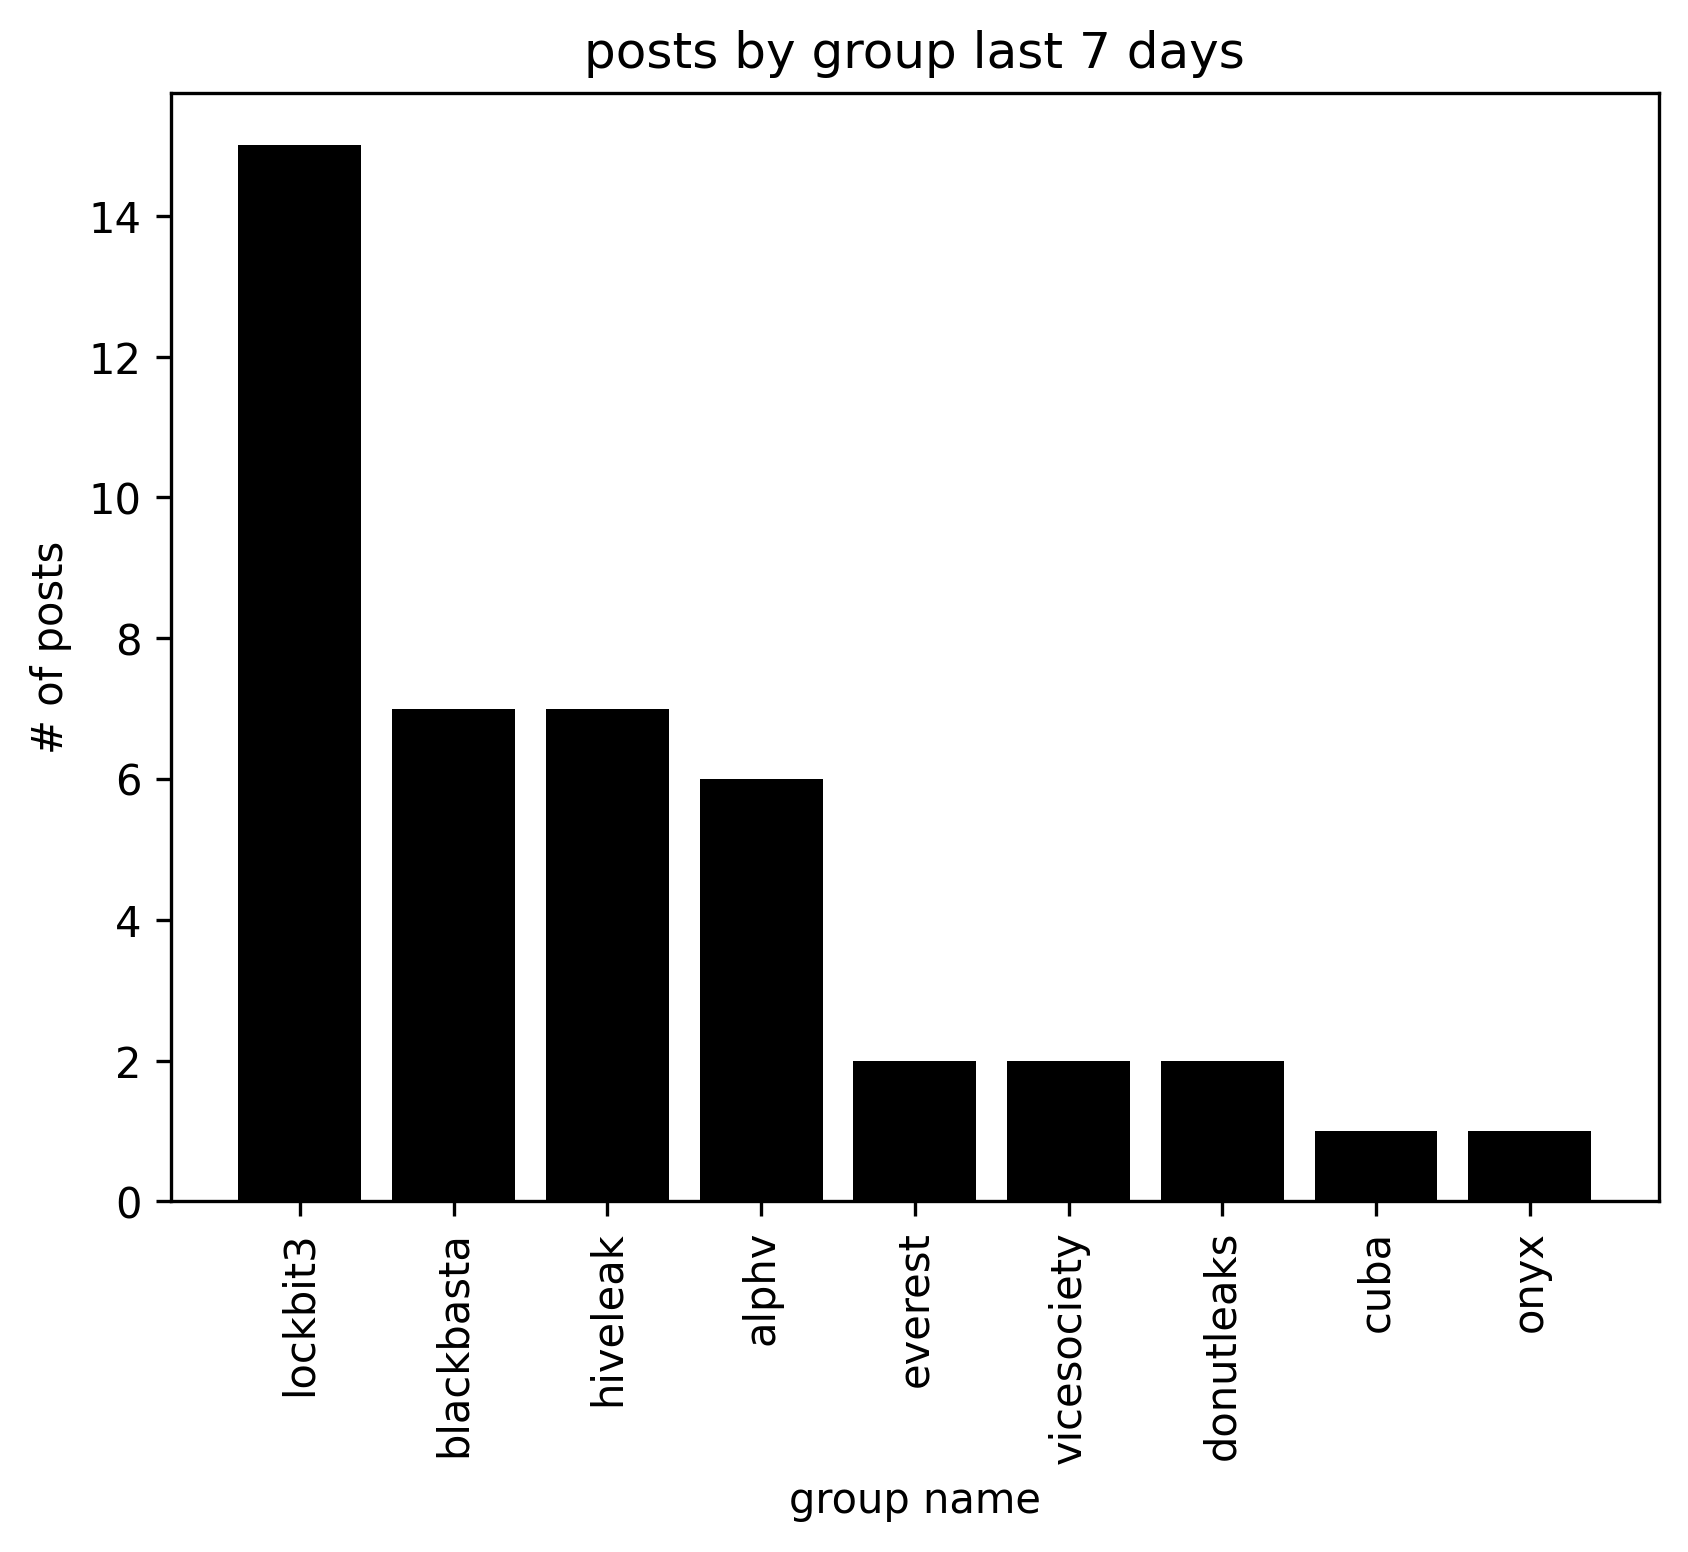 posts by group last 7 days
# of posts
14
12
10
8
6
4
2
0
lockbit3
blackbasta
hiveleak
alphv
everest
vicesociety
donutleaks
cuba
onyx
group name